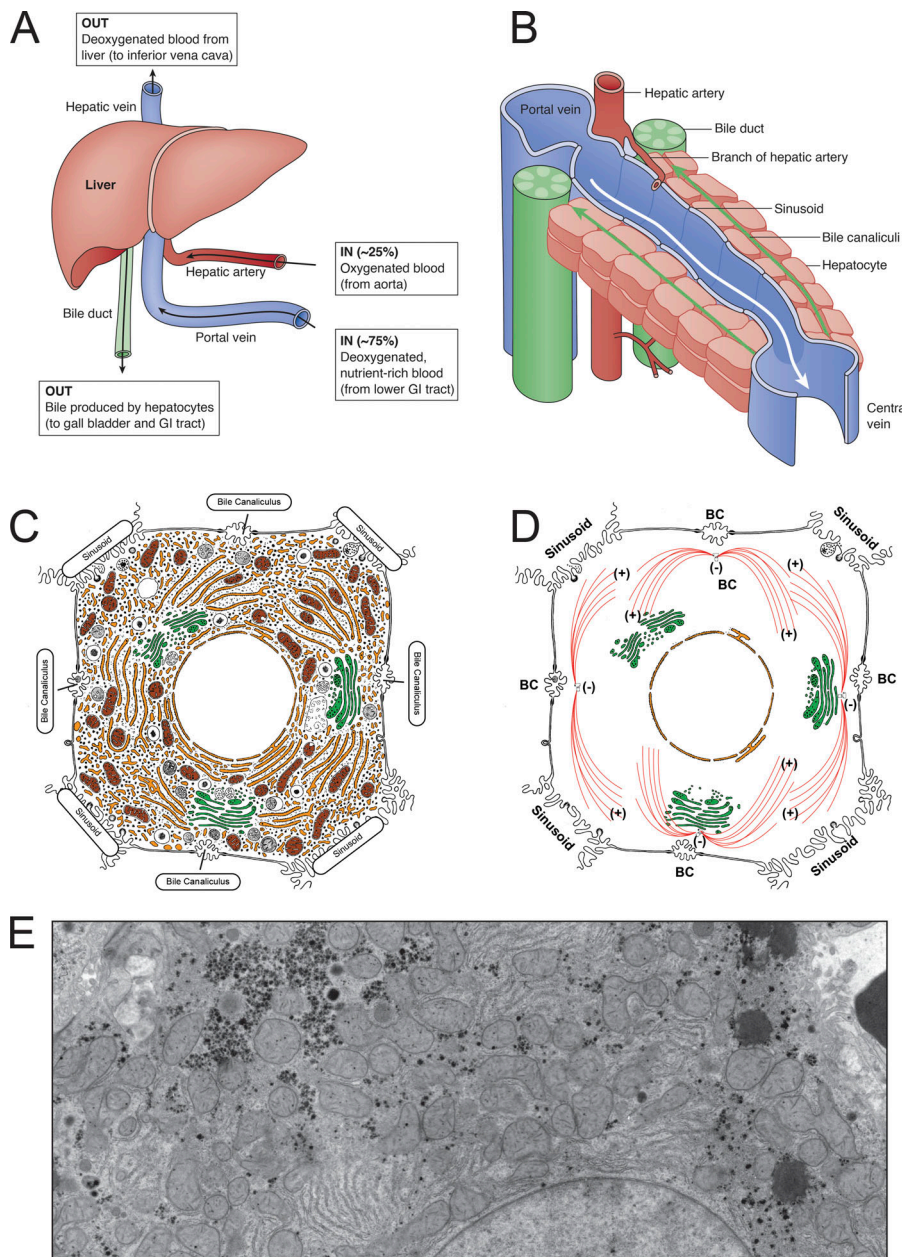 A
OUT
Deoxygenated blood from
liver (to inferior vena cava)
Hepatic vein
Liver
IN (~25%)
Oxygenated blood
(from aorta)
Hepatic artery
Bile duct
Portal vein
IN (~75%)
Deoxygenated,
nutrient-rich blood
(from lower GI tract)
OUT
Bile produced by hepatocytes
(to gall bladder and GI tract)
B
Hepatic artery
Portal vein
Bile duct
Branch of hepatic artery
Sinusoid
Bile canaliculi
Hepatocyte
Centra
vein
C
Bile Canaliculus
Sinusoid
Sinusoid
Bile Canaliculus
Bile Canaliculus
Sinusoid
Sinusoid
Bile Canaliculus
D
BC
Sinusoid
Sinusoid
(+)
(-)
(+)
BC
(+)
(+)
BC
(-)
BC
(-)
(+)
(+)
(+)
(+)
(-)
Sinusoid
Sinusoid
BC
E